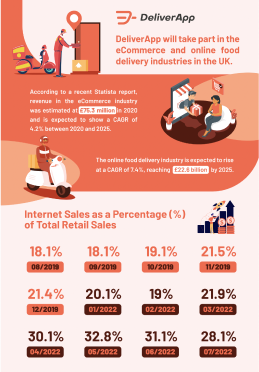 DeliverApp
DeliverApp will take part in the
eCommerce and online food
delivery industries in the UK.
According to a recent Statista report,
revenue in the eCommerce industry
was estimated at £75.3 million in 2020
and is expected to show a CAGR of
4.2% between 2020 and 2025.
The online food delivery industry is expected to rise
at a CAGR of 7.4%, reaching £22.6 billion by 2025.
Internet Sales as a Percentage (%)
of Total Retail Sales
18.1% 18.1% 19.1% 21.5%
08/2019 09/2019 10/2019 11/2019
21.4% 20.1% 19% 21.9%
12/2019 01/2022 02/2022 03/2022
30.1% 32.8% 31.1% 28.1%
04/2022 05/2022 06/2022 07/2022